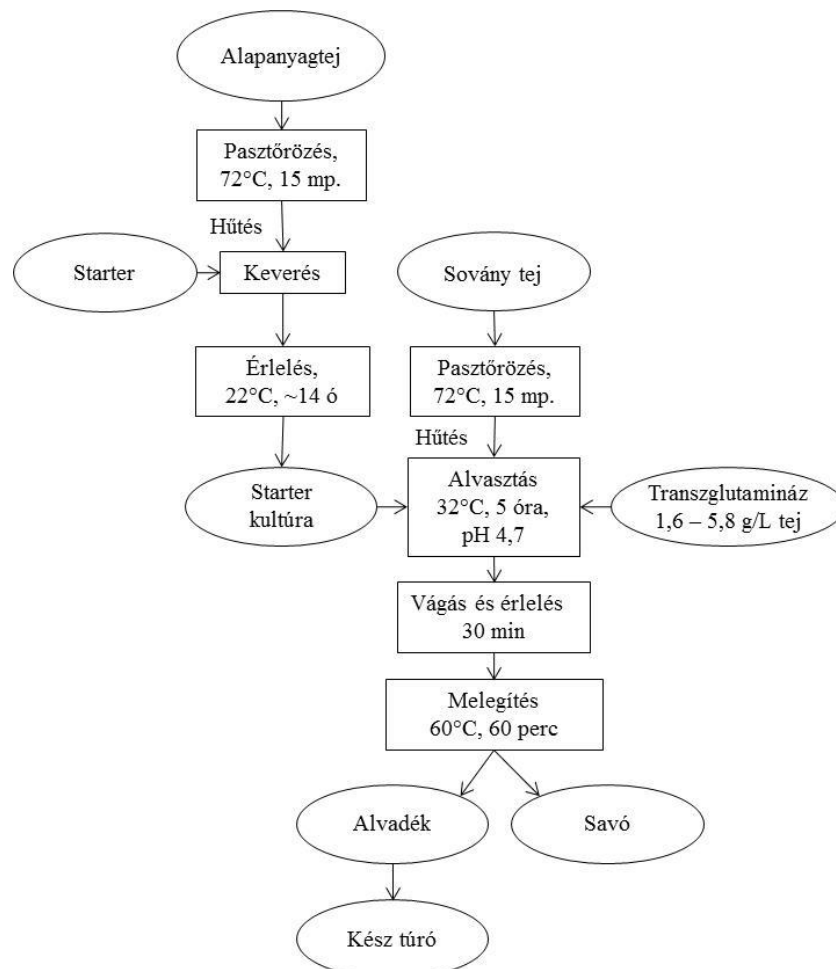 Alapanyagtej
Pasztőrözés,
72°C, 15 mp.
Hűtés
Starter
Keverés
Sovány tej
Érlelés,
22°C, ~14 ó
Pasztőrözés,
72°C, 15 mp.
Hűtés
Starter
kultúra
Alvasztás
32°C, 5 óra,
pH 4,7
Transzglutamináz
1,6 – 5,8 g/L tej
Vágás és érlelés
30 min
Melegítés
60°C, 60 perc
Alvadék
Savó
Kész túró